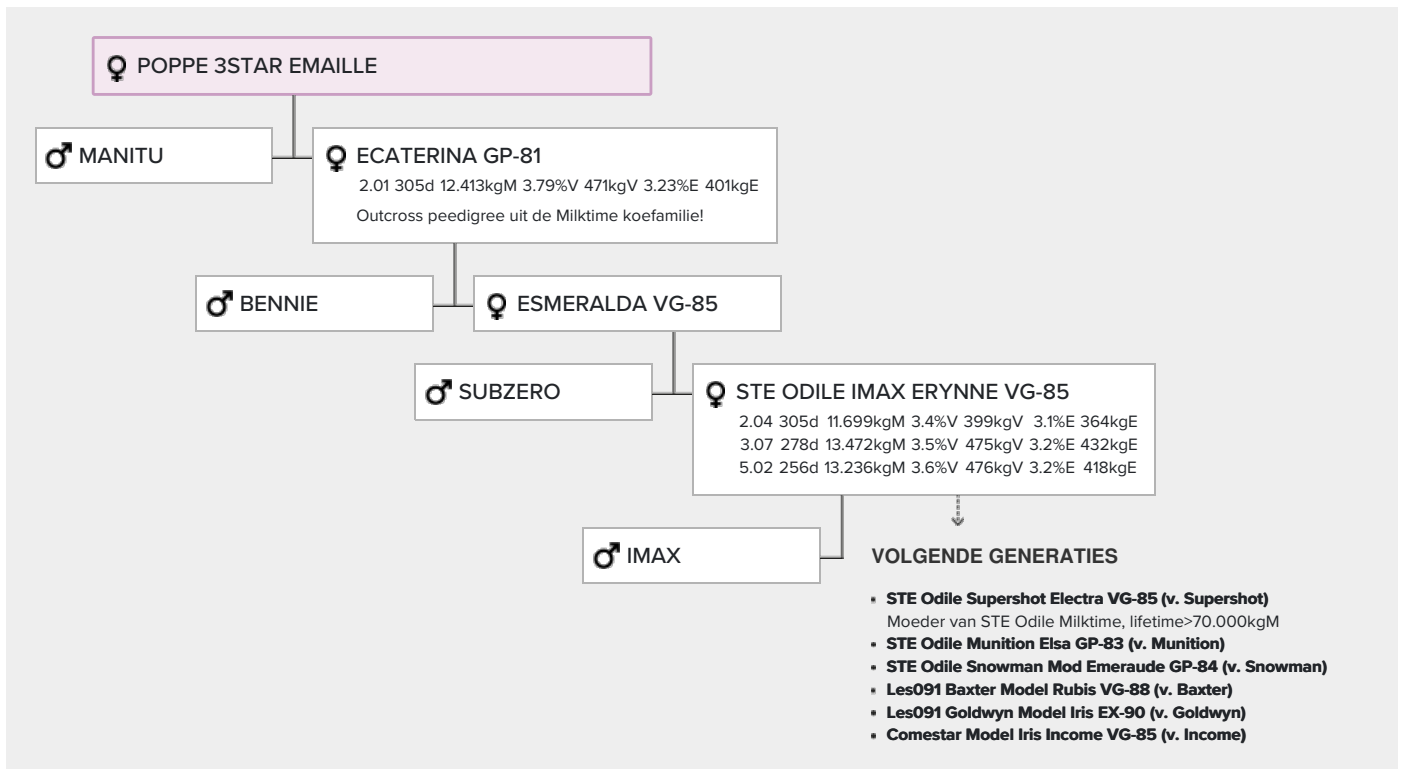 POPPE 3STAR EMAILLE
MANITU
ECATERINA GP-81
2.01 305d 12.413kgM 3.79%V 471kgV 3.23%E 401kgE
Outcross peedigree uit de Milktime koefamilie!
BENNIE
ESMERALDA VG-85
SUBZERO
STE ODILE IMAX ERYNNE VG-85
2.04 305d 11.699kgM 3.4%V 399kgV 3.1%E 364kgE
3.07 278d 13.472kgM 3.5%V 475kgV 3.2%E 432kgE
5.02 256d 13.236kgM 3.6%V 476kgV 3.2%E 418kgE
IMAX
VOLGENDE GENERATIES
• STE Odile Supershot Electra VG-85 (v. Supershot)
Moeder van STE Odile Milktime, lifetime>70.000kgM
• STE Odile Munition Elsa GP-83 (v. Munition)
• STE Odile Snowman Mod Emeraude GP-84 (v. Snowman)
• Les091 Baxter Model Rubis VG-88 (v. Baxter)
• Les091 Goldwyn Model Iris EX-90 (v. Goldwyn)
• Comestar Model Iris Income VG-85 (v. Income)